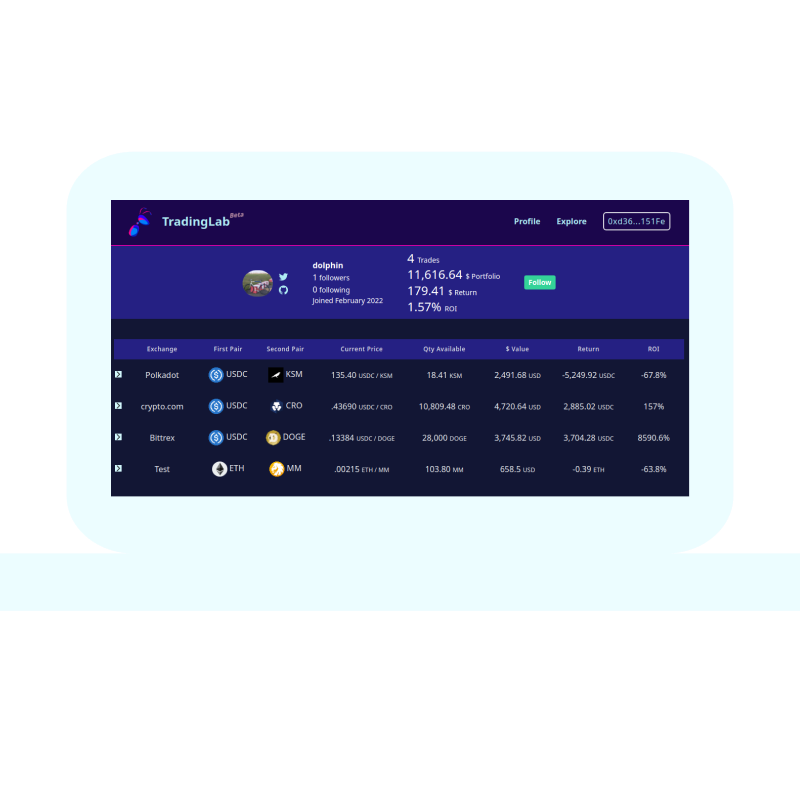 TradingLab Beta
Profile Explore 0xd36...151Fe
dolphin
1 followers
0 following
Joined February 2022
4 Trades
11,616.64 $ Portfolio
179.41 $ Return
1.57% ROI
Follow
Exchange First Pair Second Pair Current Price Qty Available $ Value Return ROI
Polkadot USDC KSM 135.40 USDC / KSM 18.41 KSM 2,491.68 USD -5,249.92 USDC -67.8%
crypto.com USDC CRO .43690 USDC / CRO 10,809.48 CRO 4,720.64 USD 2,885.02 USDC 157%
Bittrex USDC DOGE .13384 USDC / DOGE 28,000 DOGE 3,745.82 USD 3,704.28 USDC 8590.6%
Test ETH MM .00215 ETH / MM 103.80 MM 658.5 USD -0.39 ETH -63.8%